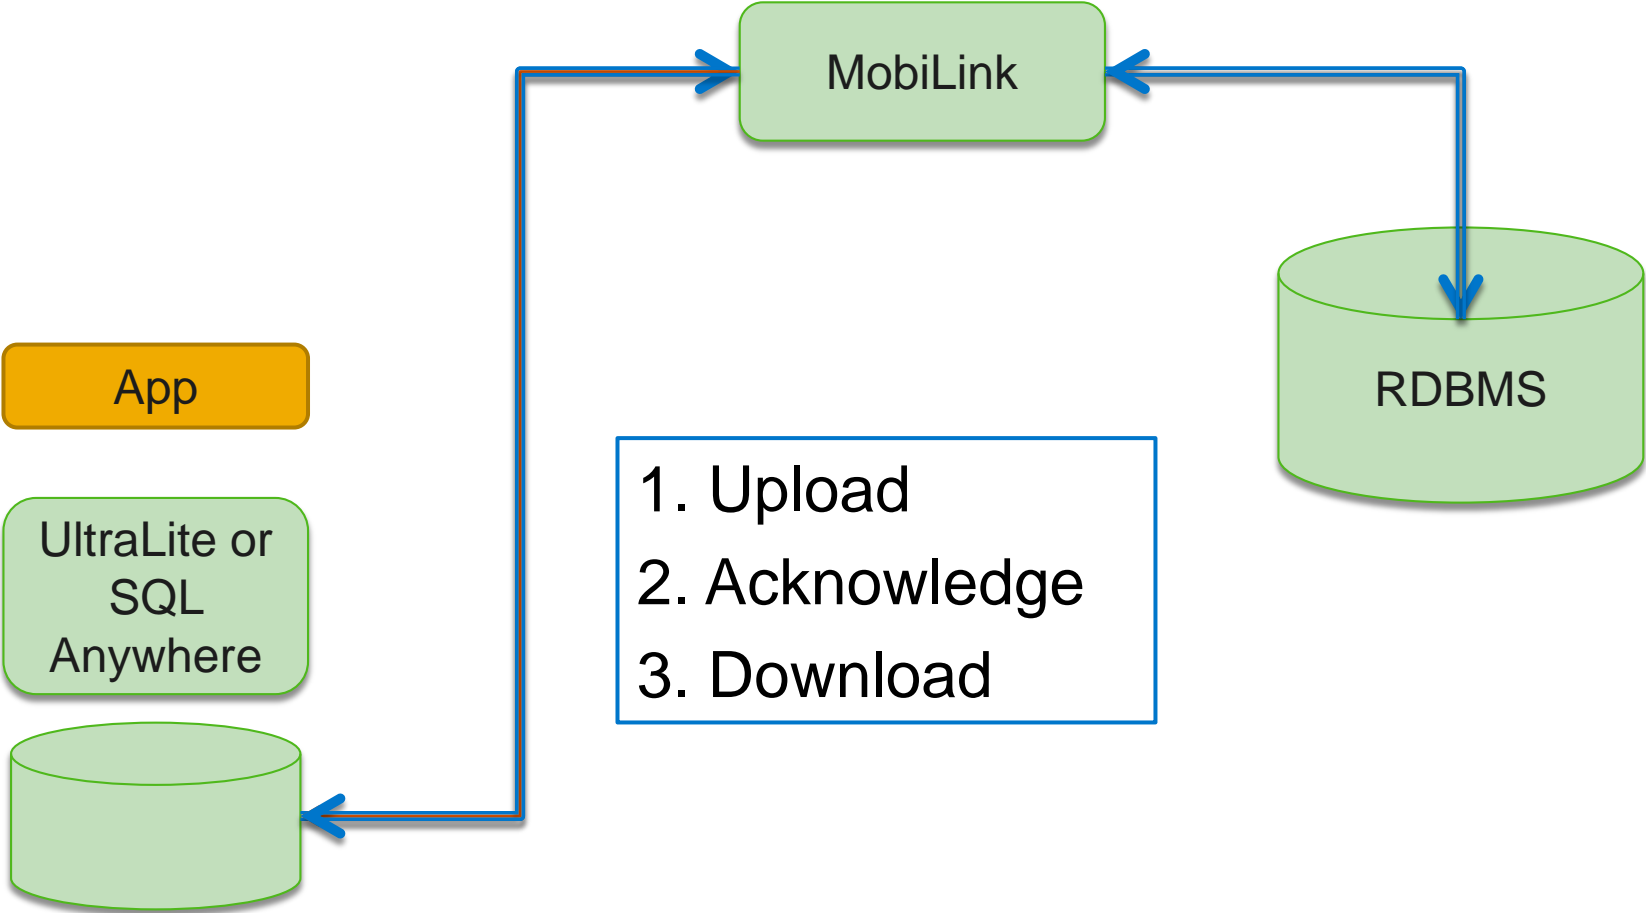 MobiLink
App
RDBMS
UltraLite or
SQL
Anywhere
1. Upload
2. Acknowledge
3. Download